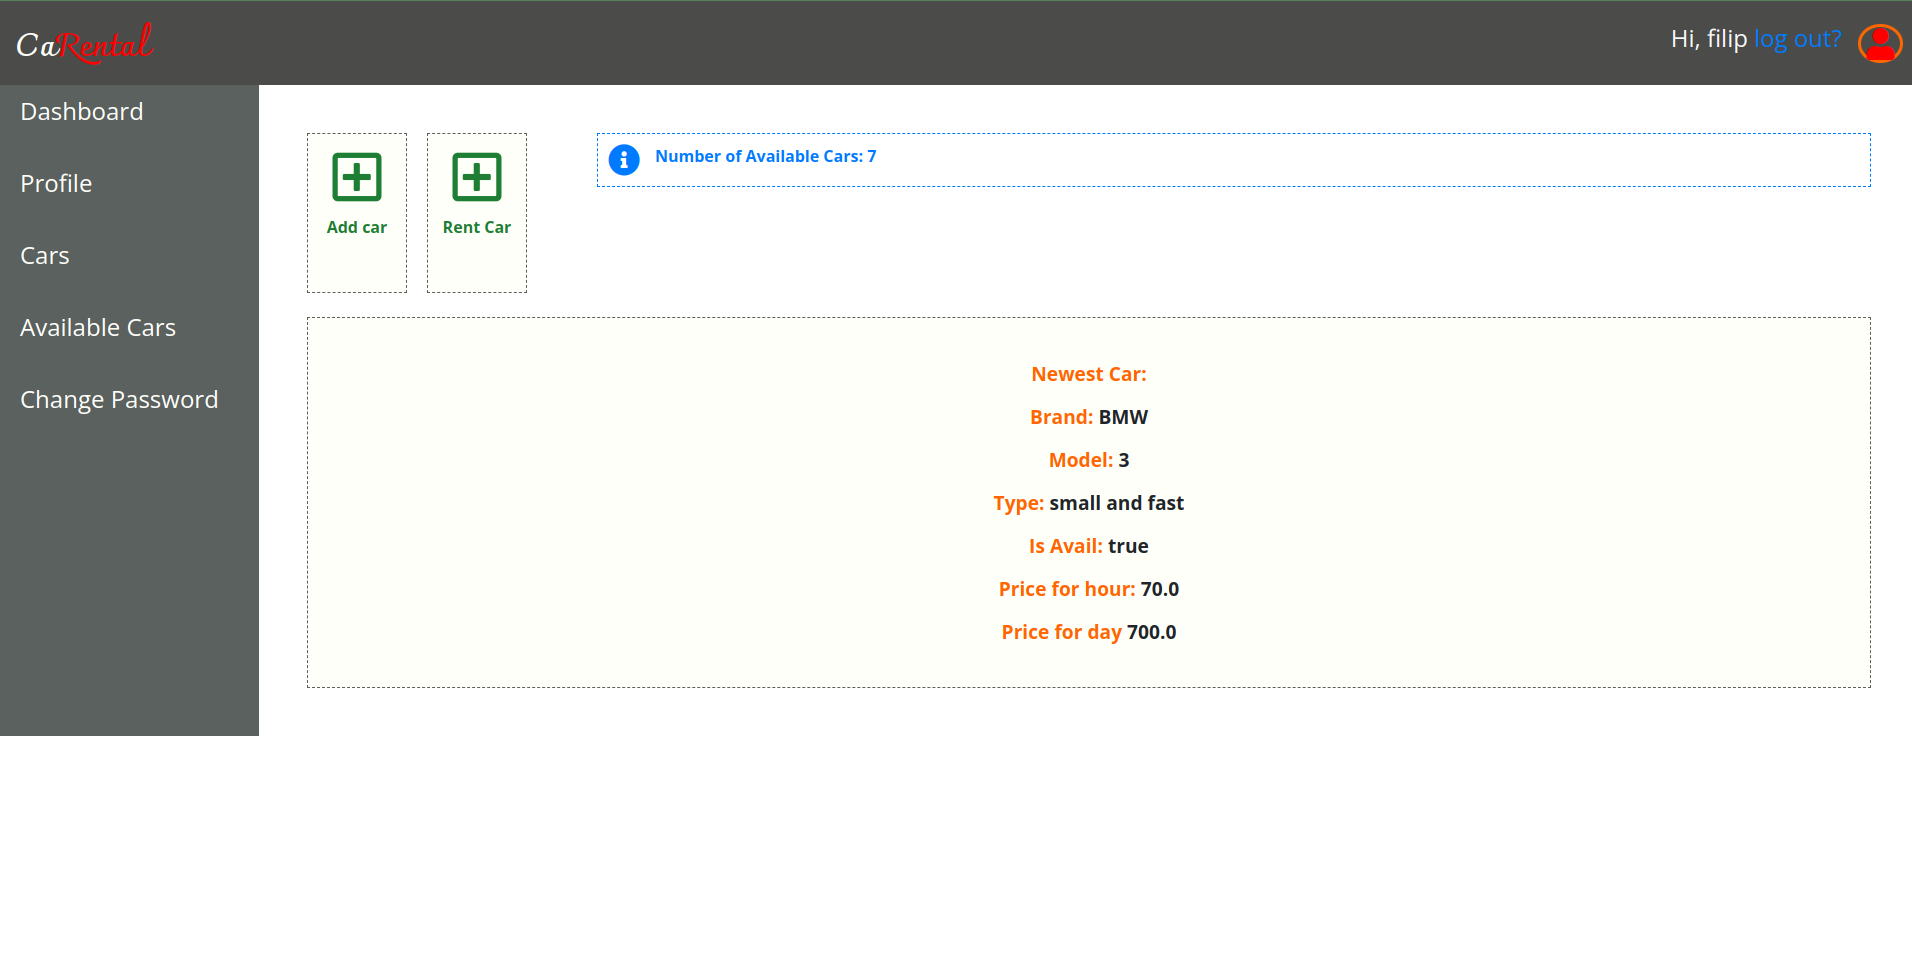 CaRental
Hi, filip log out?
Dashboard
Profile
Cars
Available Cars
Change Password
Add car
Rent Car
Number of Available Cars: 7
Newest Car:
Brand: BMW
Model: 3
Type: small and fast
Is Avail: true
Price for hour: 70.0
Price for day 700.0